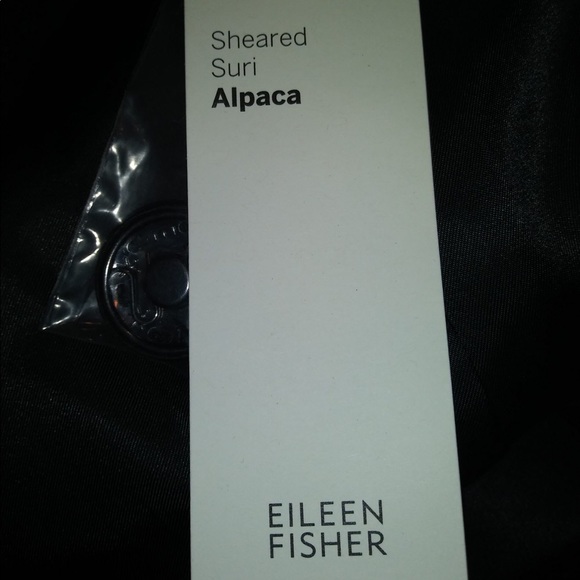 Sheared
Suri
Alpaca
EILEEN
FISHER